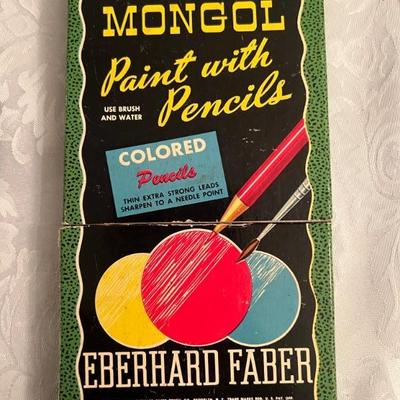 MONGOL
Paint with
Pencils
USE BRUSH
AND WATER
COLORED
Pencils
THIN EXTRA STRONG LEADS
SHARPEN TO A NEEDLE POINT
EBERHARD FABER